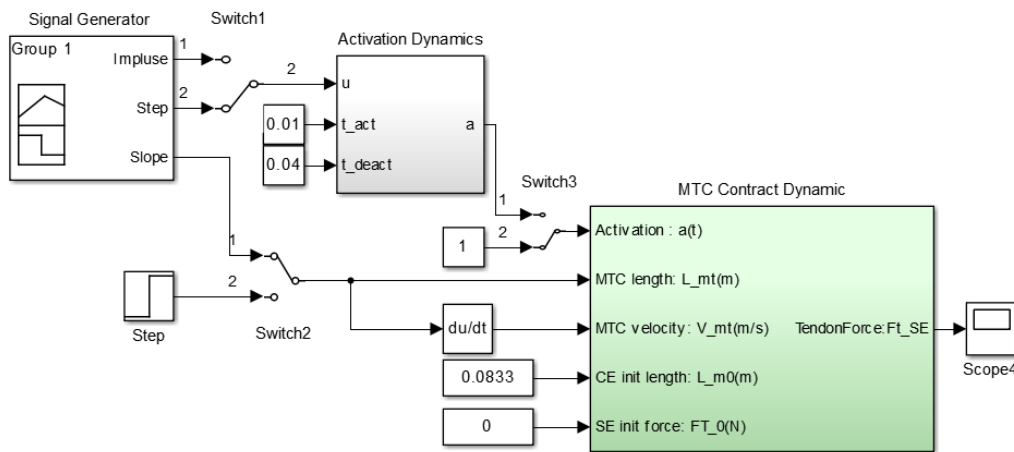 Signal Generator
Switch1
Group 1
Impluse
1
Step
2
Slope
2
Activation Dynamics
u
0.01
t_act
a
0.04
t_deact
Switch3
1
2
1
MTC Contract Dynamic
Activation : a(t)
1
2
Step
Switch2
MTC length: L_mt(m)
du/dt
MTC velocity: V_mt(m/s)
TendonForce:Ft_SE
0.0833
CE init length: L_m0(m)
0
SE init force: FT_0(N)
Scope4